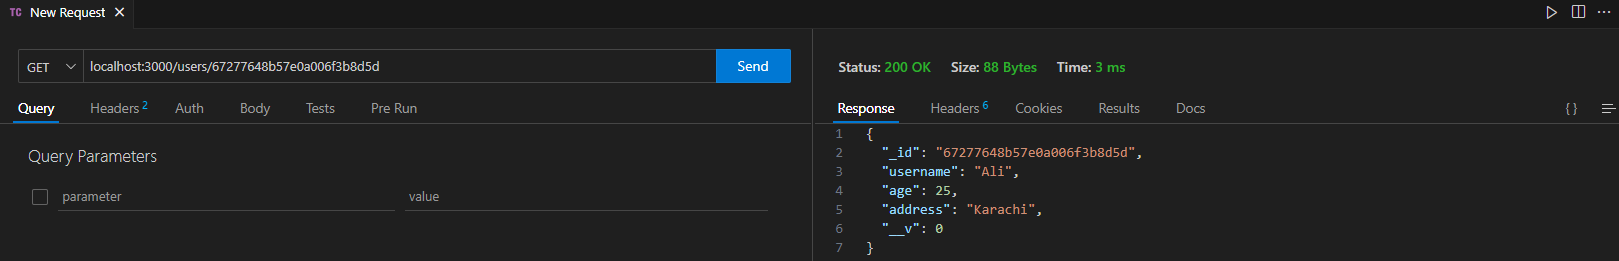 TC New Request
GET localhost:3000/users/67277648b57e0a006f3b8d5d Send
Query Headers 2 Auth Body Tests Pre Run
Query Parameters
parameter value
Status: 200 OK Size: 88 Bytes Time: 3 ms
Response Headers 6 Cookies Results Docs { }
1 {
2 "_id": "67277648b57e0a006f3b8d5d",
3 "username": "Ali",
4 "age": 25,
5 "address": "Karachi",
6 "__v": 0
7 }